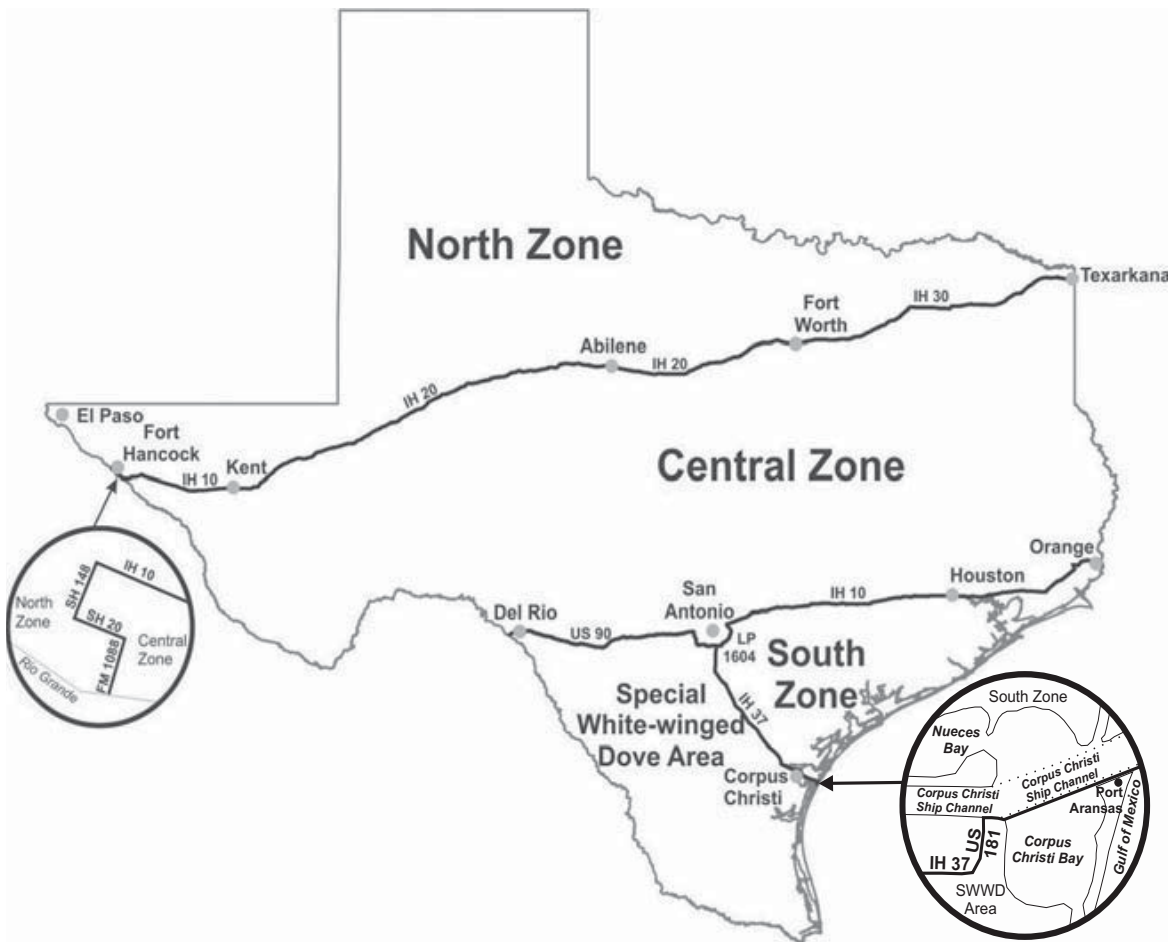 North Zone
Texarkana
IH 30
Fort
Worth
Abilene
IH 20
IH 20
El Paso
Fort
Hancock
Kent
IH 10
Central Zone
IH 10
SH 148
North
Zone
SH 20
Central
Zone
FM 1088
Rio Grande
Orange
Houston
IH 10
San
Antonio
Del Rio
US 90
LP
1604
South
Zone
IH 37
Special
White-winged
Dove Area
Corpus
Christi
South Zone
Nueces
Bay
Corpus Christi
Ship Channel
Corpus Christi
Ship Channel
Port
Aransas
Gulf of Mexico
US
181
Corpus
Christi Bay
IH 37
SWWD
Area